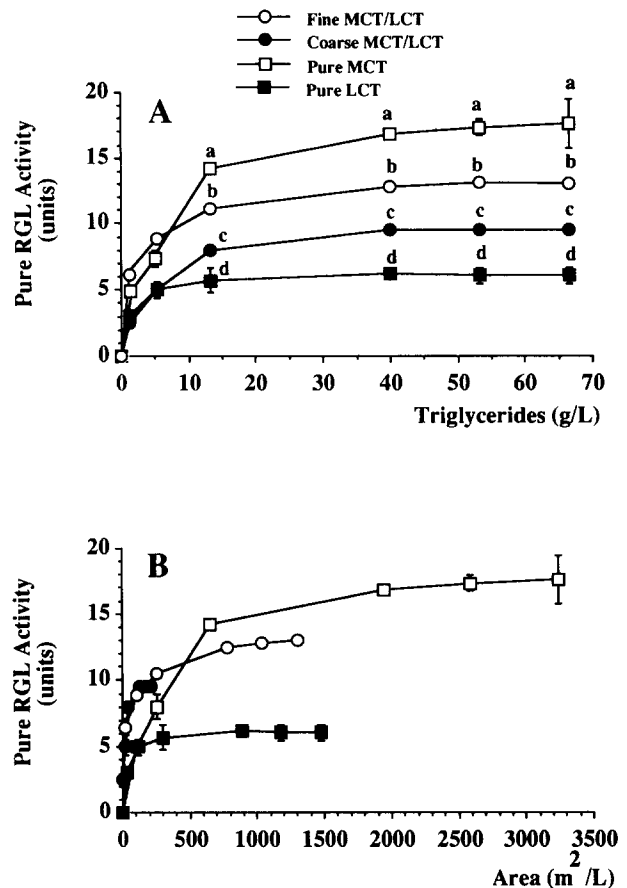 Fine MCT/LCT
Coarse MCT/LCT
Pure MCT
Pure LCT
A
Pure RGL Activity
(units)
20
15
10
5
0
a a a a
b b b b
c c c c
d d d d
0 10 20 30 40 50 60 70
Triglycerides (g/L)
B
Pure RGL Activity
(units)
20
15
10
5
0
0 500 1000 1500 2000 2500 3000 3500
Area (m²/L)